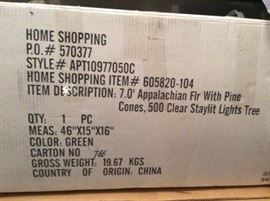 HOME SHOPPING
P.O.# 570377
STYLE# APT10977050C
HOME SHOPPING ITEM# 605820-104
ITEM DESCRIPTION: 7.0' Appalachian Fir With Pine
Cones, 500 Clear Staylit Lights Tree
QTY: 1 PC
MEAS: 46"X15"X16"
COLOR: GREEN
CARTON NO
GROSS WEIGHT: 19.67 KGS
COUNTRY OF ORIGIN: CHINA